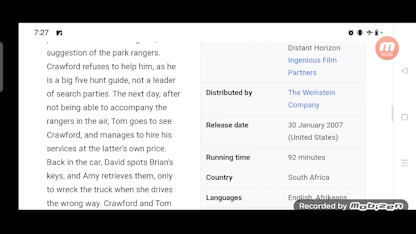 7:27
suggestion of the park rangers.
Crawford refuses to help him, as he
is a big five hunt guide, not a leader
of search parties. The next day, after
not being able to accompany the
rangers in the air, Tom goes to see
Crawford, and manages to hire his
services at the latter's own price.
Back in the car, David spots Brian's
keys, and Amy retrieves them, only
to wreck the truck when she drives
the wrong way. Crawford and Tom
Distant Horizon
Ingenious Film
Partners
Distributed by The Weinstein
Company
Release date 30 January 2007
(United States)
Running time 92 minutes
Country South Africa
Languages English, Afrikaans
Recorded by MOBIZEN